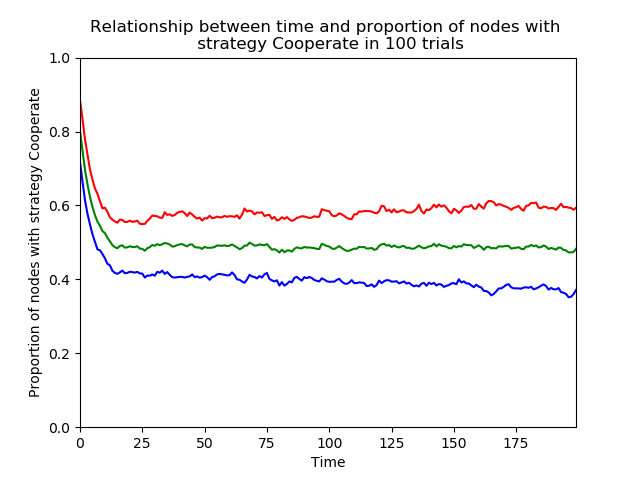 Relationship between time and proportion of nodes with
strategy Cooperate in 100 trials
Proportion of nodes with strategy Cooperate
1.0
0.8
0.6
0.4
0.2
0.0
0 25 50 75 100 125 150 175
Time